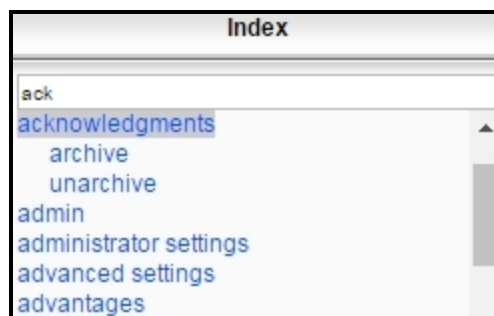 Index
ack
acknowledgments
archive
unarchive
admin
administrator settings
advanced settings
advantages